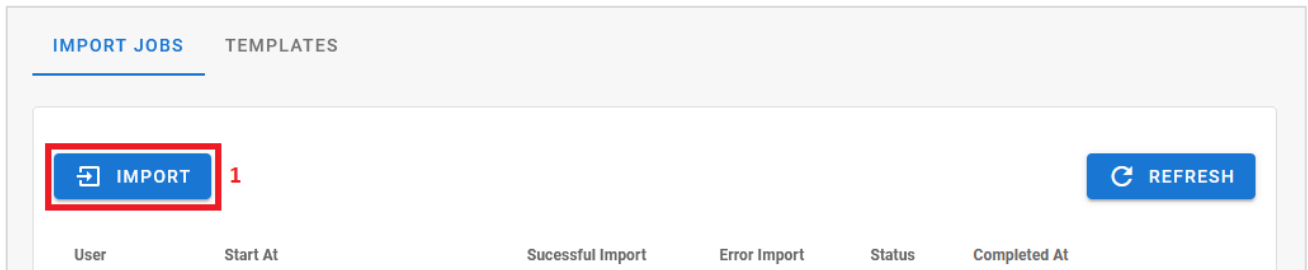 IMPORT JOBS TEMPLATES
IMPORT 1 REFRESH
User Start At Sucessful Import Error Import Status Completed At